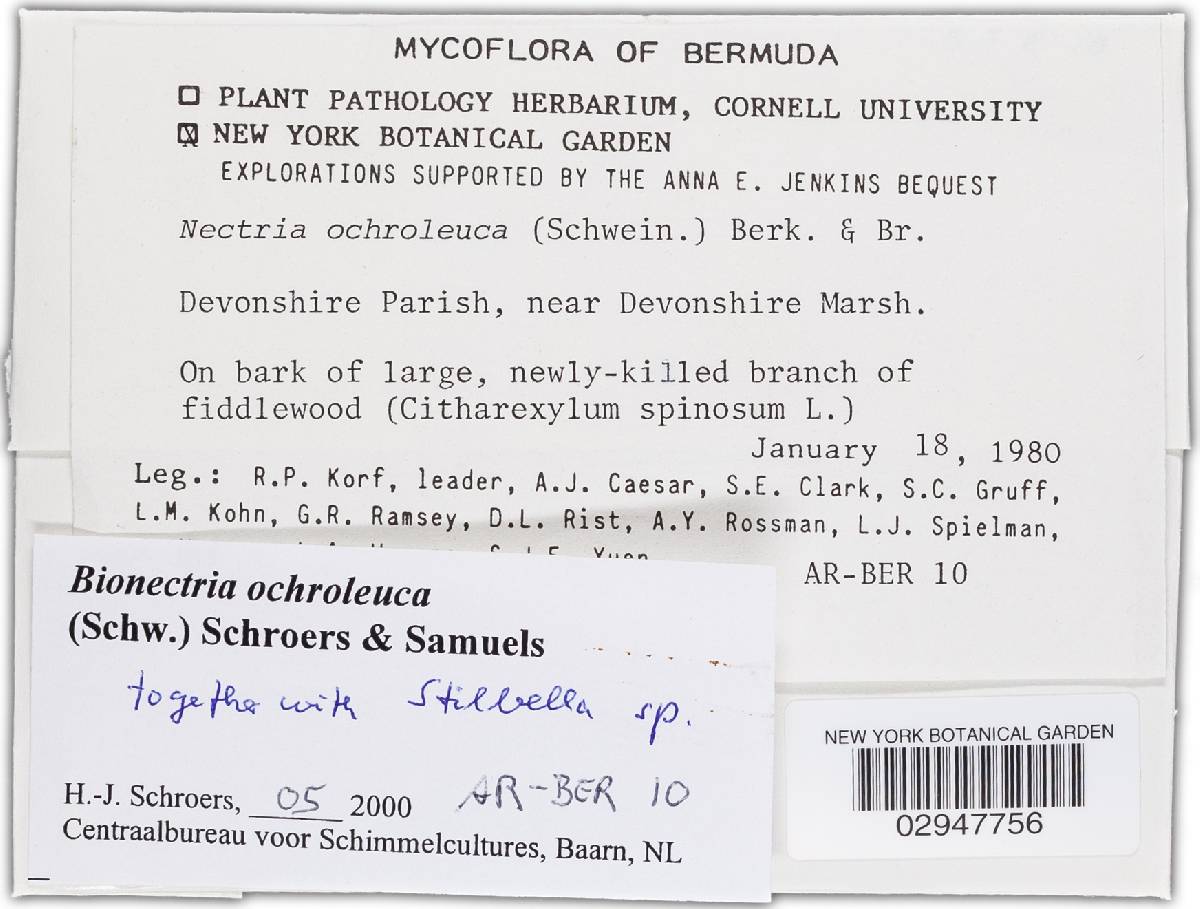 MYCOFLORA OF BERMUDA
PLANT PATHOLOGY HERBARIUM, CORNELL UNIVERSITY
NEW YORK BOTANICAL GARDEN
EXPLORATIONS SUPPORTED BY THE ANNA E. JENKINS BEQUEST
Nectria ochroleuca (Schwein.) Berk. & Br.
Devonshire Parish, near Devonshire Marsh.
On bark of large, newly-killed branch of
fiddlewood (Citharexylum spinosum L.)
January 18, 1980
Leg.: R.P. Korf, leader, A.J. Caesar, S.E. Clark, S.C. Gruff,
L.M. Kohn, G.R. Ramsey, D.L. Rist, A.Y. Rossman, L.J. Spielman,
Yuen
AR-BER 10
Bionectria ochroleuca
(Schw.) Schroers & Samuels
together with Stilbella sp.
H.-J. Schroers, 05 2000 AR-BER 10
Centraalbureau voor Schimmelcultures, Baarn, NL
NEW YORK BOTANICAL GARDEN
02947756